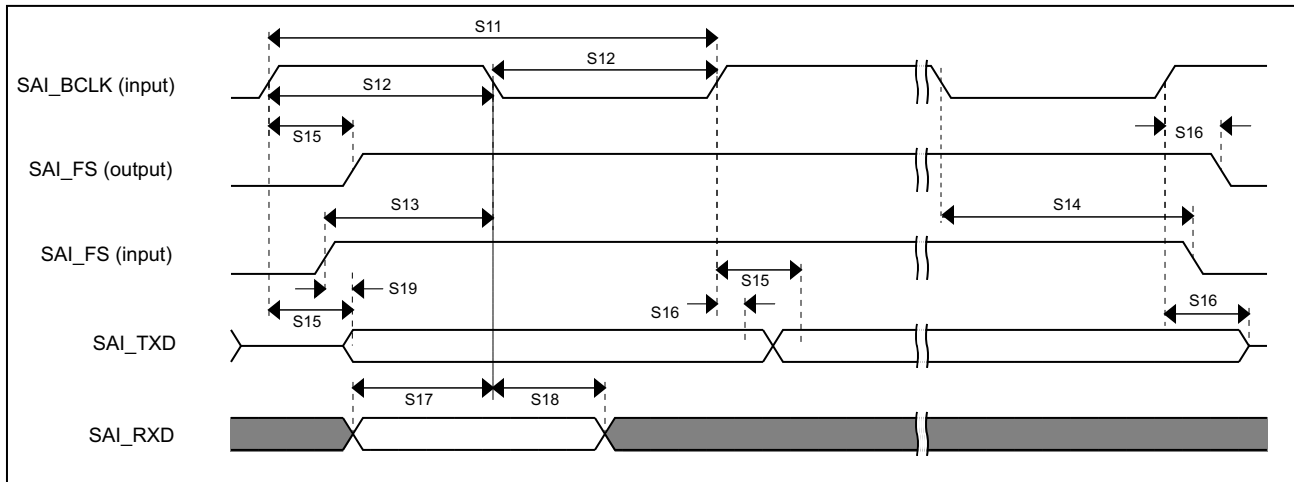 S11
S12
SAI_BCLK (input)
S12
S15
S16
SAI_FS (output)
S13
S14
SAI_FS (input)
S15
S19
S16
S15
S16
SAI_TXD
S17
S18
SAI_RXD